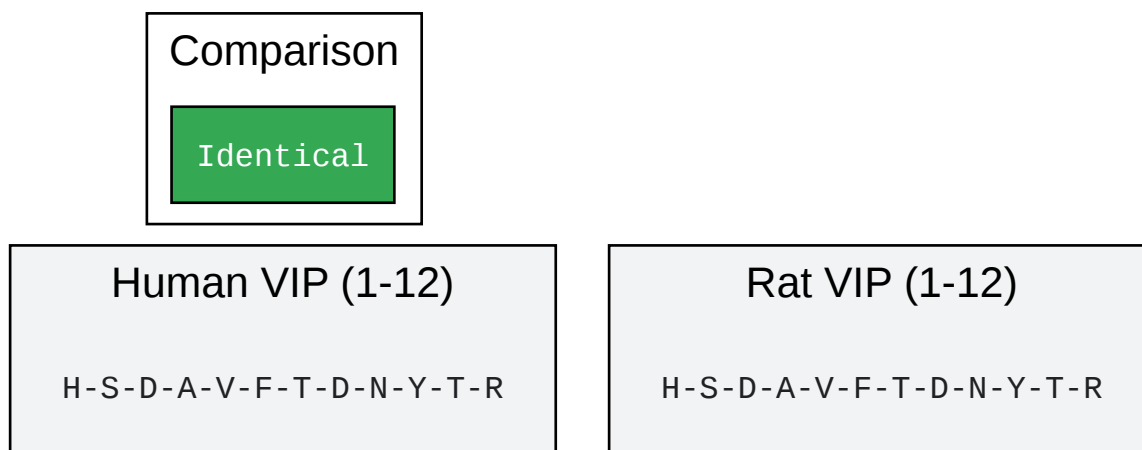 Comparison
Identical
Human VIP (1-12)
H-S-D-A-V-F-T-D-N-Y-T-R
Rat VIP (1-12)
H-S-D-A-V-F-T-D-N-Y-T-R